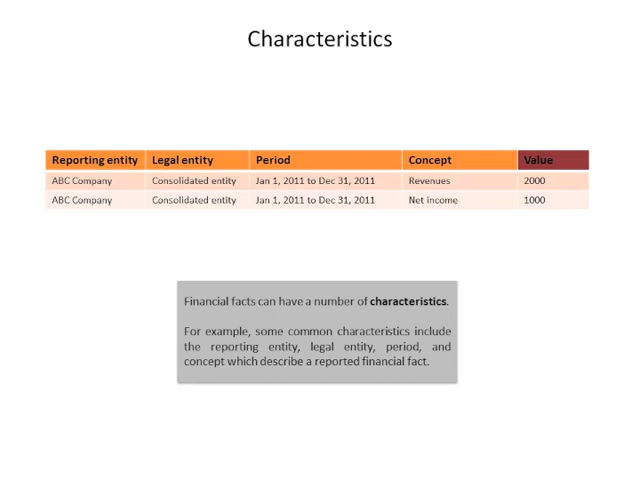 Characteristics
Reporting entity Legal entity Period Concept Value
ABC Company Consolidated entity Jan 1, 2011 to Dec 31, 2011 Revenues 2000
ABC Company Consolidated entity Jan 1, 2011 to Dec 31, 2011 Net income 1000
Financial facts can have a number of characteristics.
For example, some common characteristics include
the reporting entity, legal entity, period, and
concept which describe a reported financial fact.